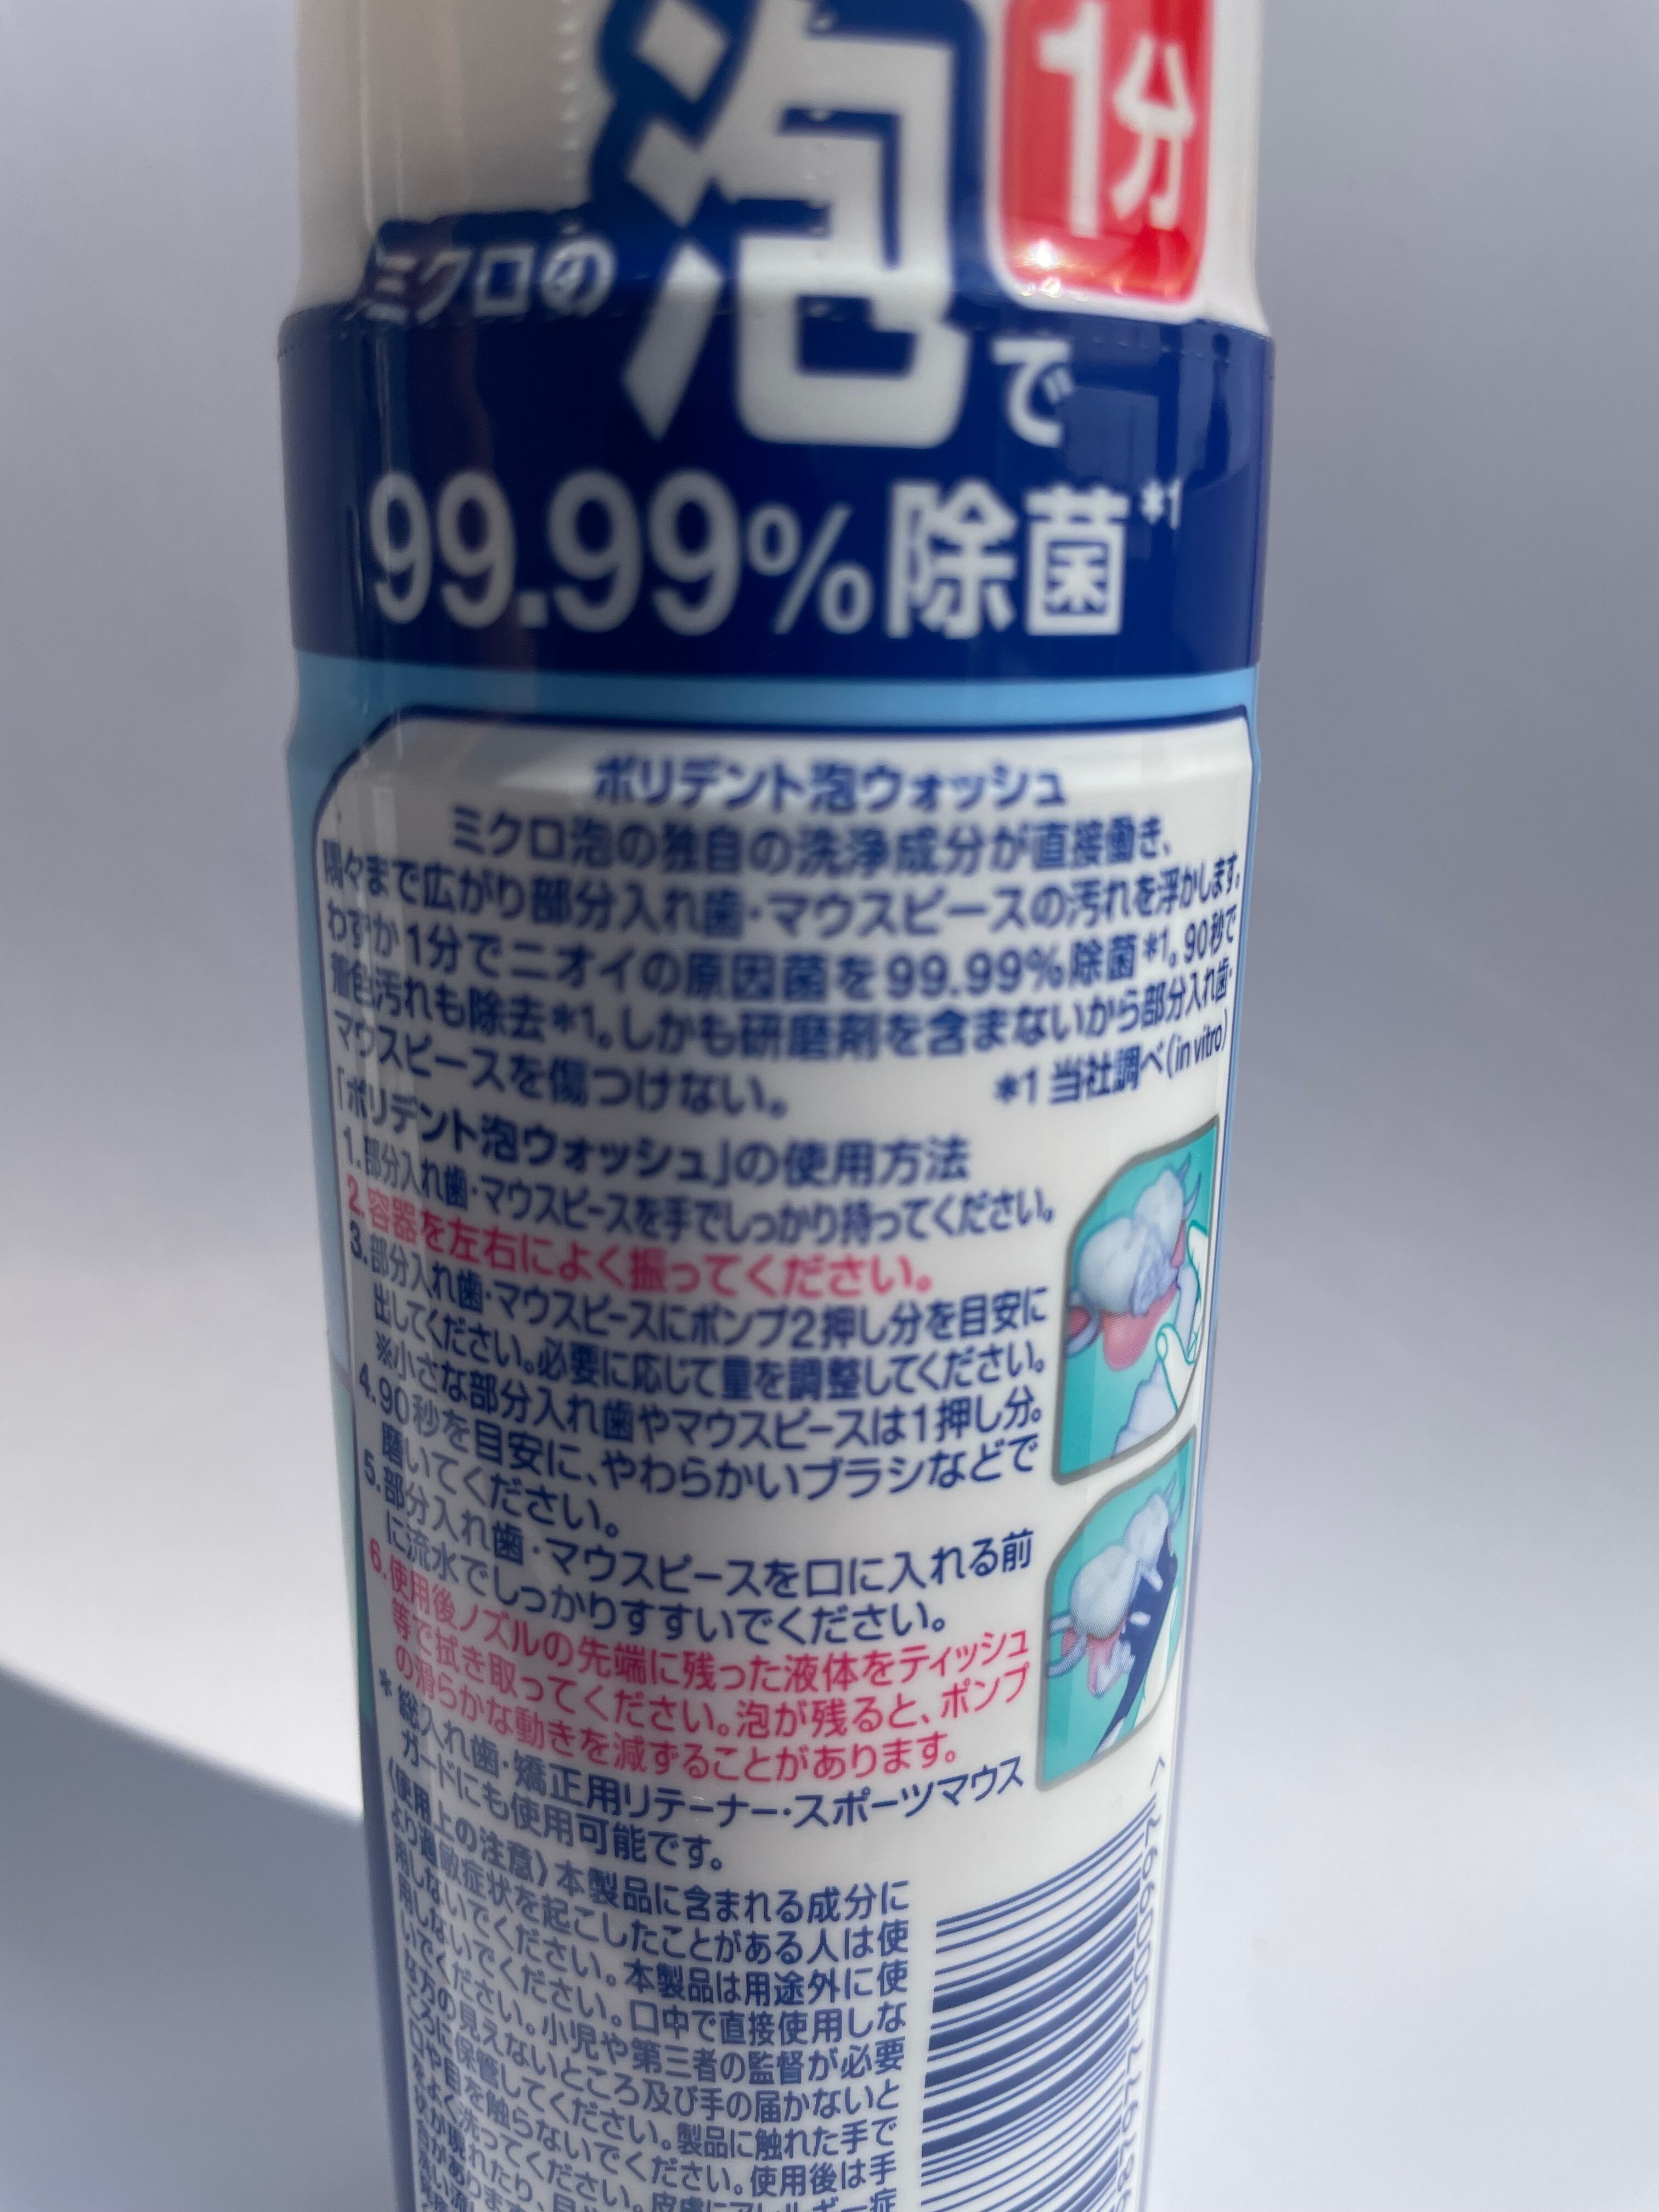 1分
ミクロの
泡で
99.99%除菌*1
ポリデント泡ウォッシュ
ミクロ泡の独自の洗浄成分が直接働き、
隅々まで広がり部分入れ歯・マウスピースの汚れを浮かします。
わずか1分でニオイの原因菌を99.99%除菌*1。90秒で
着色汚れも除去*1。しかも研磨剤を含まないから部分入れ歯・
マウスピースを傷つけない。
*1 当社調べ(in vitro)
「ポリデント泡ウォッシュ」の使用方法
1.部分入れ歯・マウスピースを手でしっかり持ってください。
2.容器を左右によく振ってください。
3.部分入れ歯・マウスピースにポンプ2押し分を目安に
出してください。必要に応じて量を調整してください。
※小さな部分入れ歯やマウスピースは1押し分。
4.90秒を目安に、やわらかいブラシなどで
磨いてください。
5.部分入れ歯・マウスピースを口に入れる前
に流水でしっかりすすいでください。
6.使用後ノズルの先端に残った液体をティッシュ
等で拭き取ってください。泡が残ると、ポンプ
の滑らかな動きを減ずることがあります。
* 総入れ歯・矯正用リテーナー・スポーツマウス
ガードにも使用可能です。
〈使用上の注意〉本製品に含まれる成分に
より過敏症状を起こしたことがある人は使
用しないでください。本製品は用途外に使
用しないでください。口中で直接使用しな
いでください。小児や第三者の監督が必要
な方の見えないところ及び手の届かないと
ころに保管してください。製品に触れた手で
口や目を触らないでください。使用後は手
をよく洗ってください。皮膚にアレルギー症